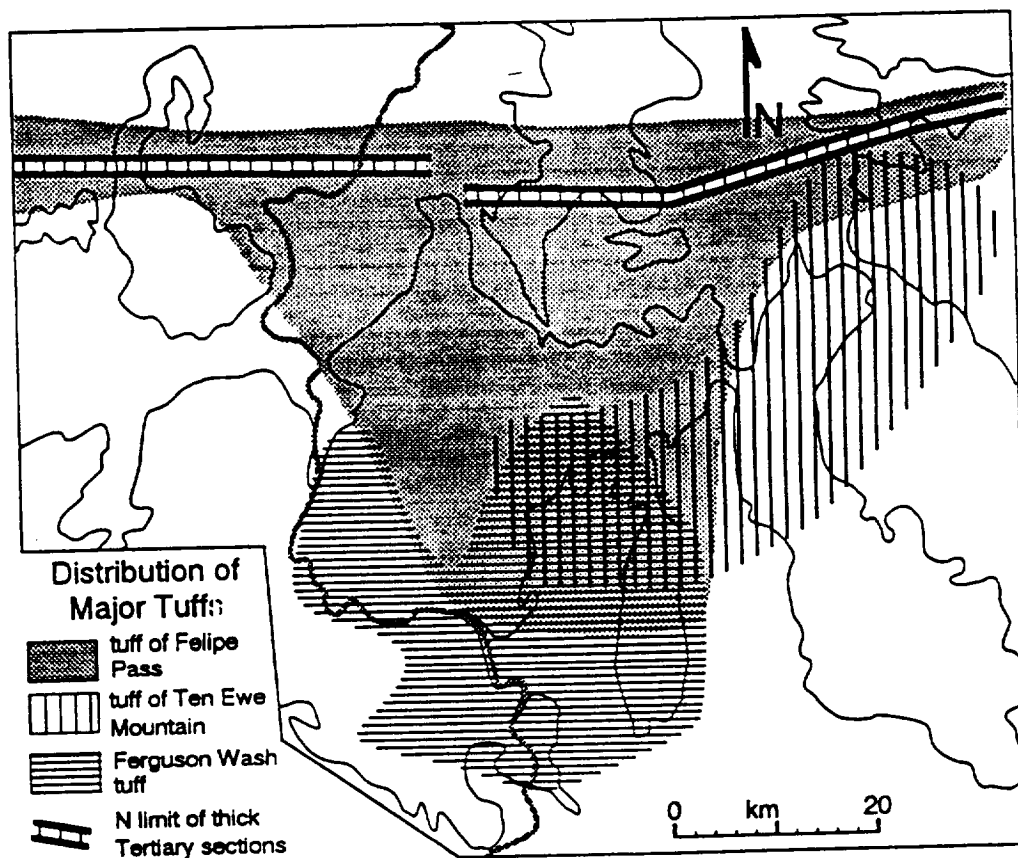 N
Distribution of
Major Tuffs
tuff of Felipe
Pass
tuff of Ten Ewe
Mountain
Ferguson Wash
tuff
N limit of thick
Tertiary sections
0 km 20